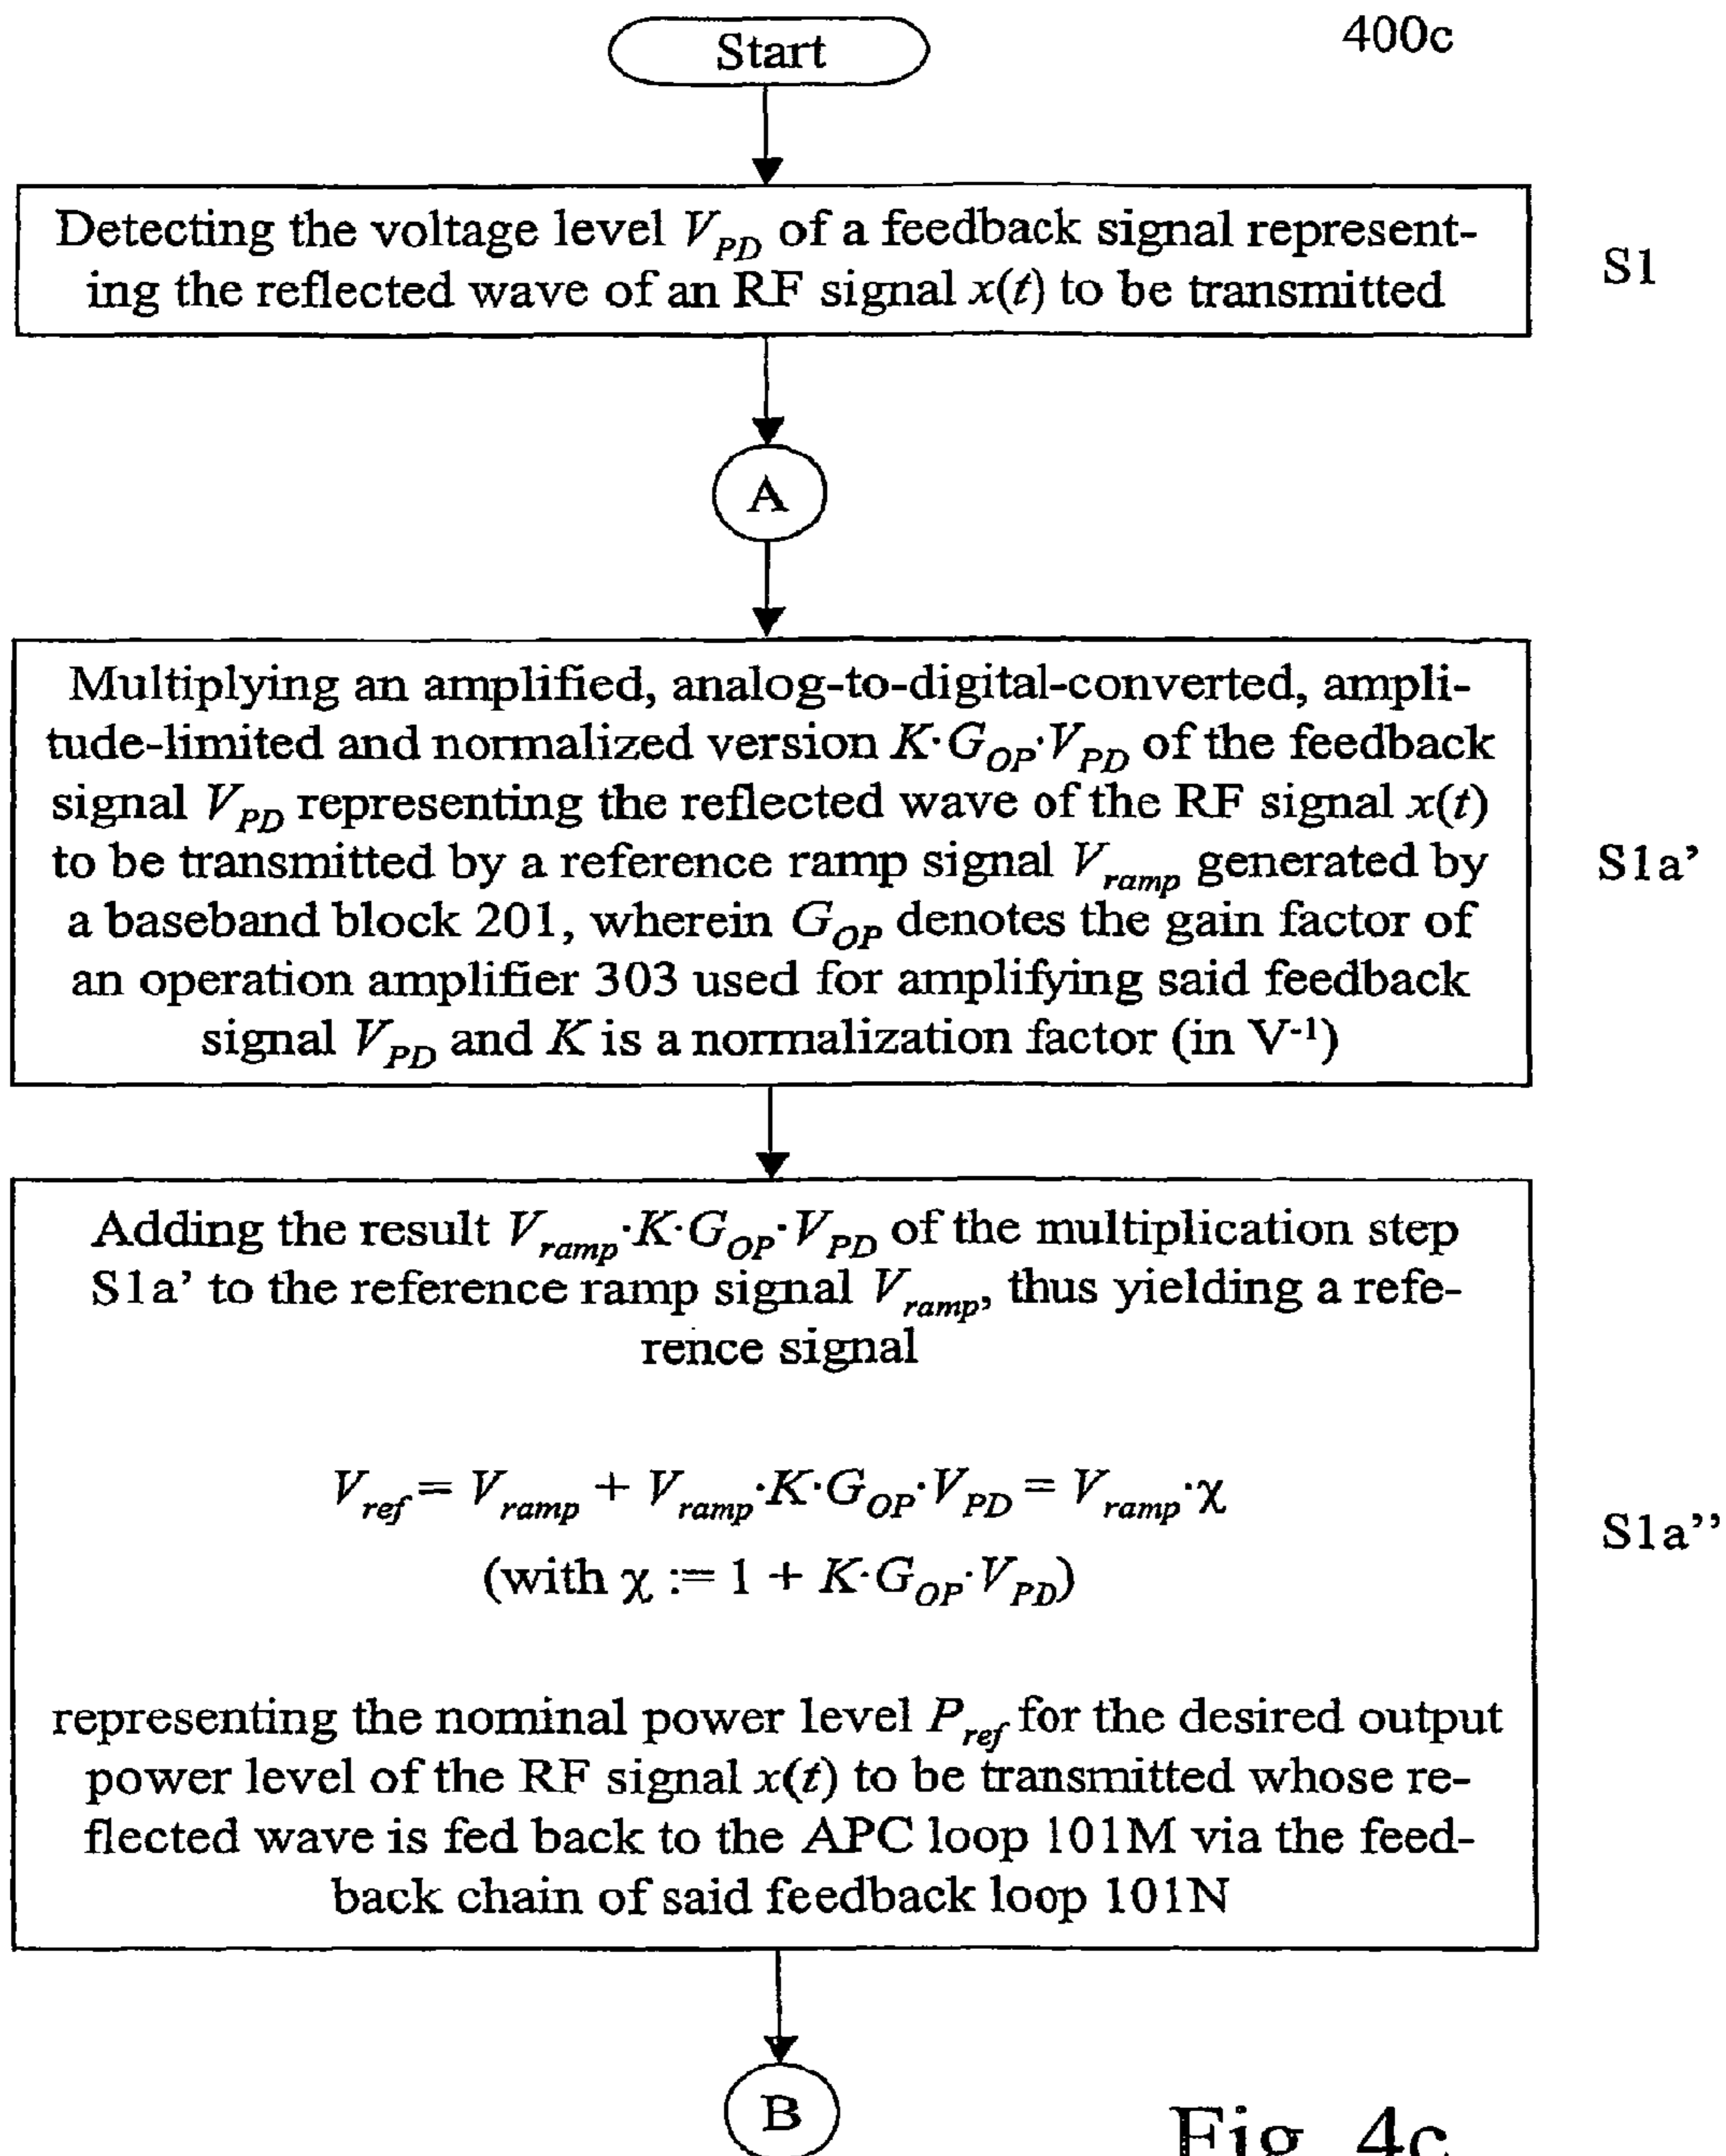 Start
400c
Detecting the voltage level V_PD of a feedback signal represent-
ing the reflected wave of an RF signal x(t) to be transmitted
S1
A
Multiplying an amplified, analog-to-digital-converted, ampli-
tude-limited and normalized version K·G_OP·V_PD of the feedback
signal V_PD representing the reflected wave of the RF signal x(t)
to be transmitted by a reference ramp signal V_ramp generated by
a baseband block 201, wherein G_OP denotes the gain factor of
an operation amplifier 303 used for amplifying said feedback
signal V_PD and K is a normalization factor (in V⁻¹)
S1a’
Adding the result V_ramp·K·G_OP·V_PD of the multiplication step
S1a’ to the reference ramp signal V_ramp, thus yielding a refe-
rence signal
V_ref = V_ramp + V_ramp·K·G_OP·V_PD = V_ramp·χ
(with χ := 1 + K·G_OP·V_PD)
representing the nominal power level P_ref for the desired output
power level of the RF signal x(t) to be transmitted whose re-
flected wave is fed back to the APC loop 101M via the feed-
back chain of said feedback loop 101N
S1a’’
B
Fig. 4c